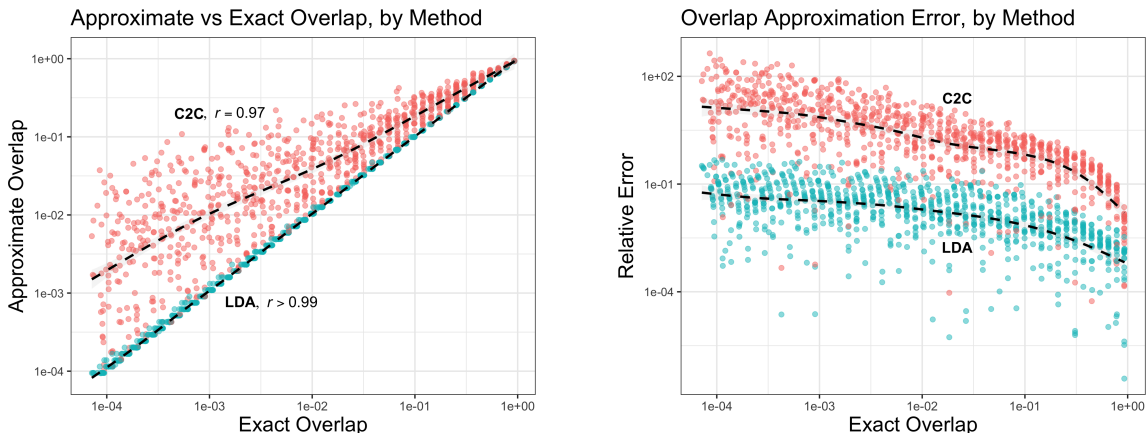 Approximate vs Exact Overlap, by Method
Approximate Overlap
1e+00
1e-01
1e-02
1e-03
1e-04
C2C, r = 0.97
LDA, r > 0.99
1e-04 1e-03 1e-02 1e-01 1e+00
Exact Overlap
Overlap Approximation Error, by Method
Relative Error
1e+02
1e-01
1e-04
C2C
LDA
1e-04 1e-03 1e-02 1e-01 1e+00
Exact Overlap